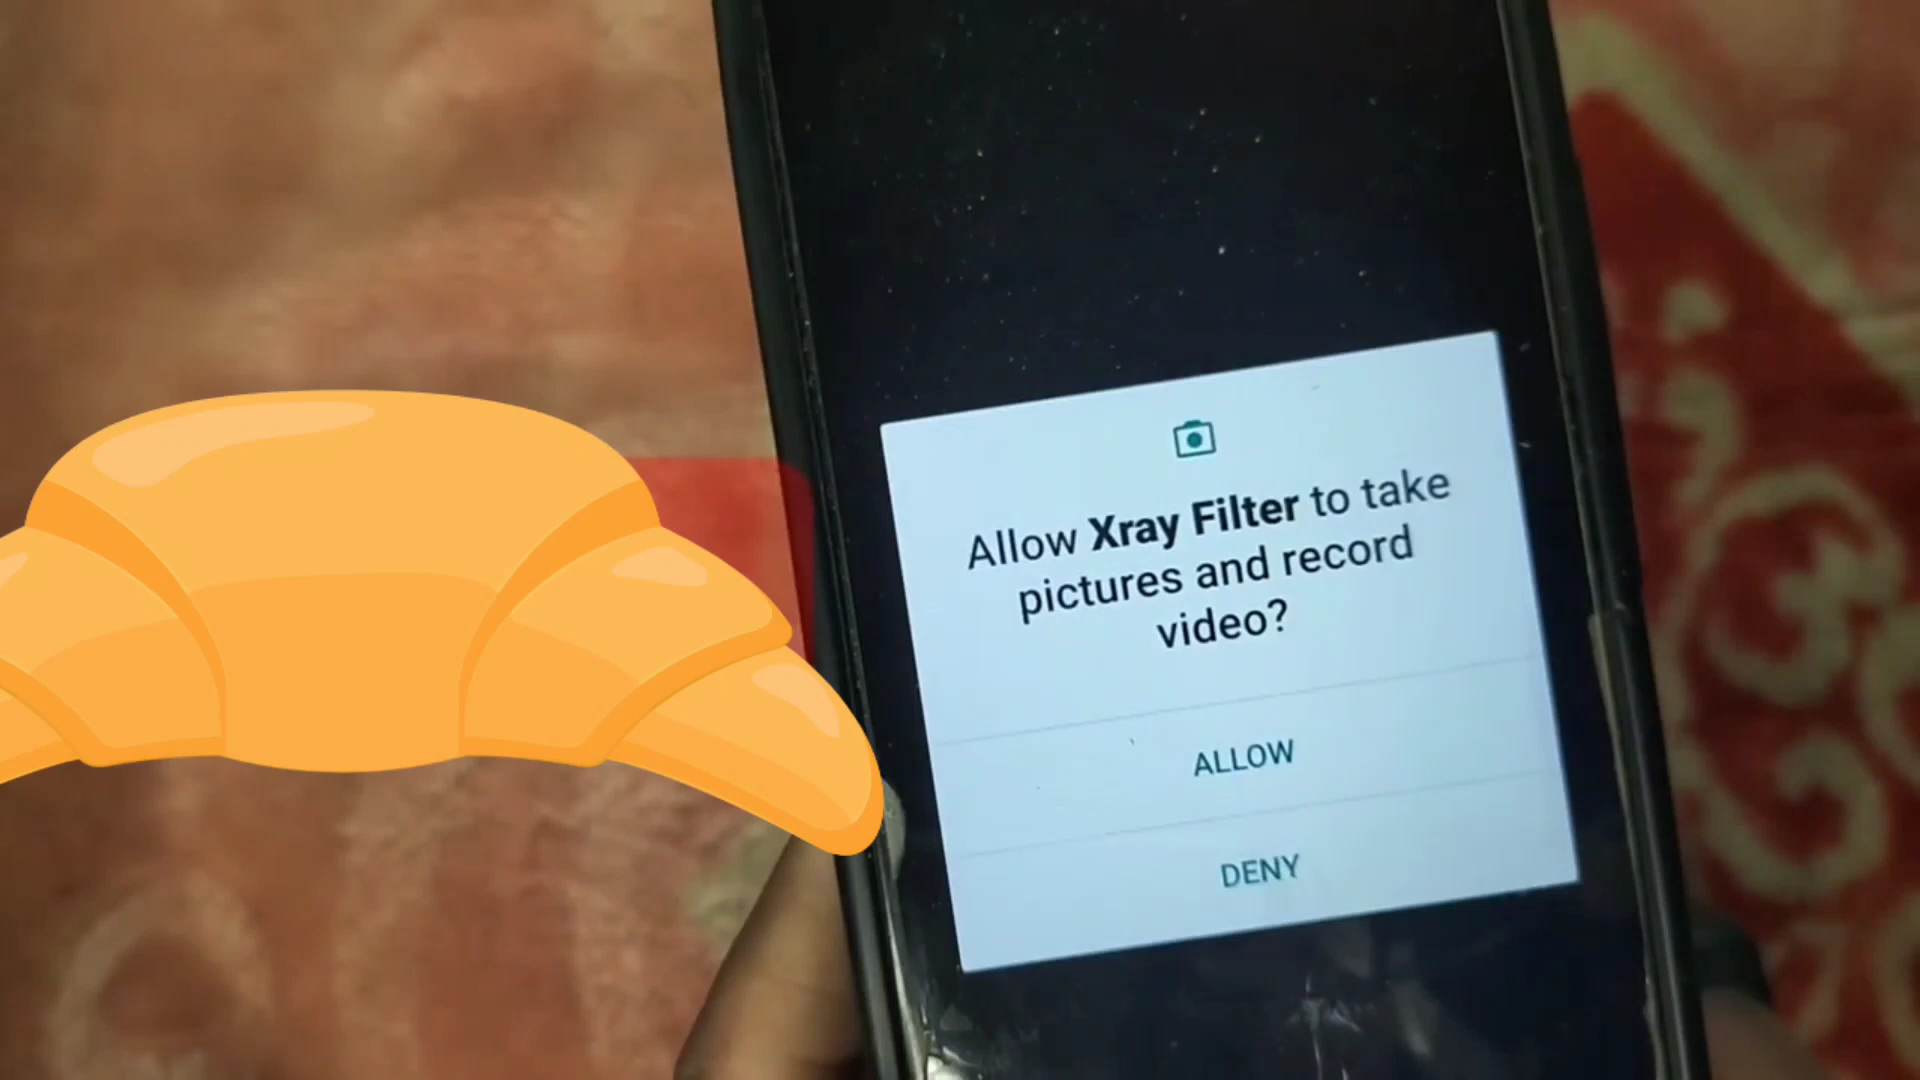 Allow Xray Filter to take
pictures and record
video?
ALLOW
DENY